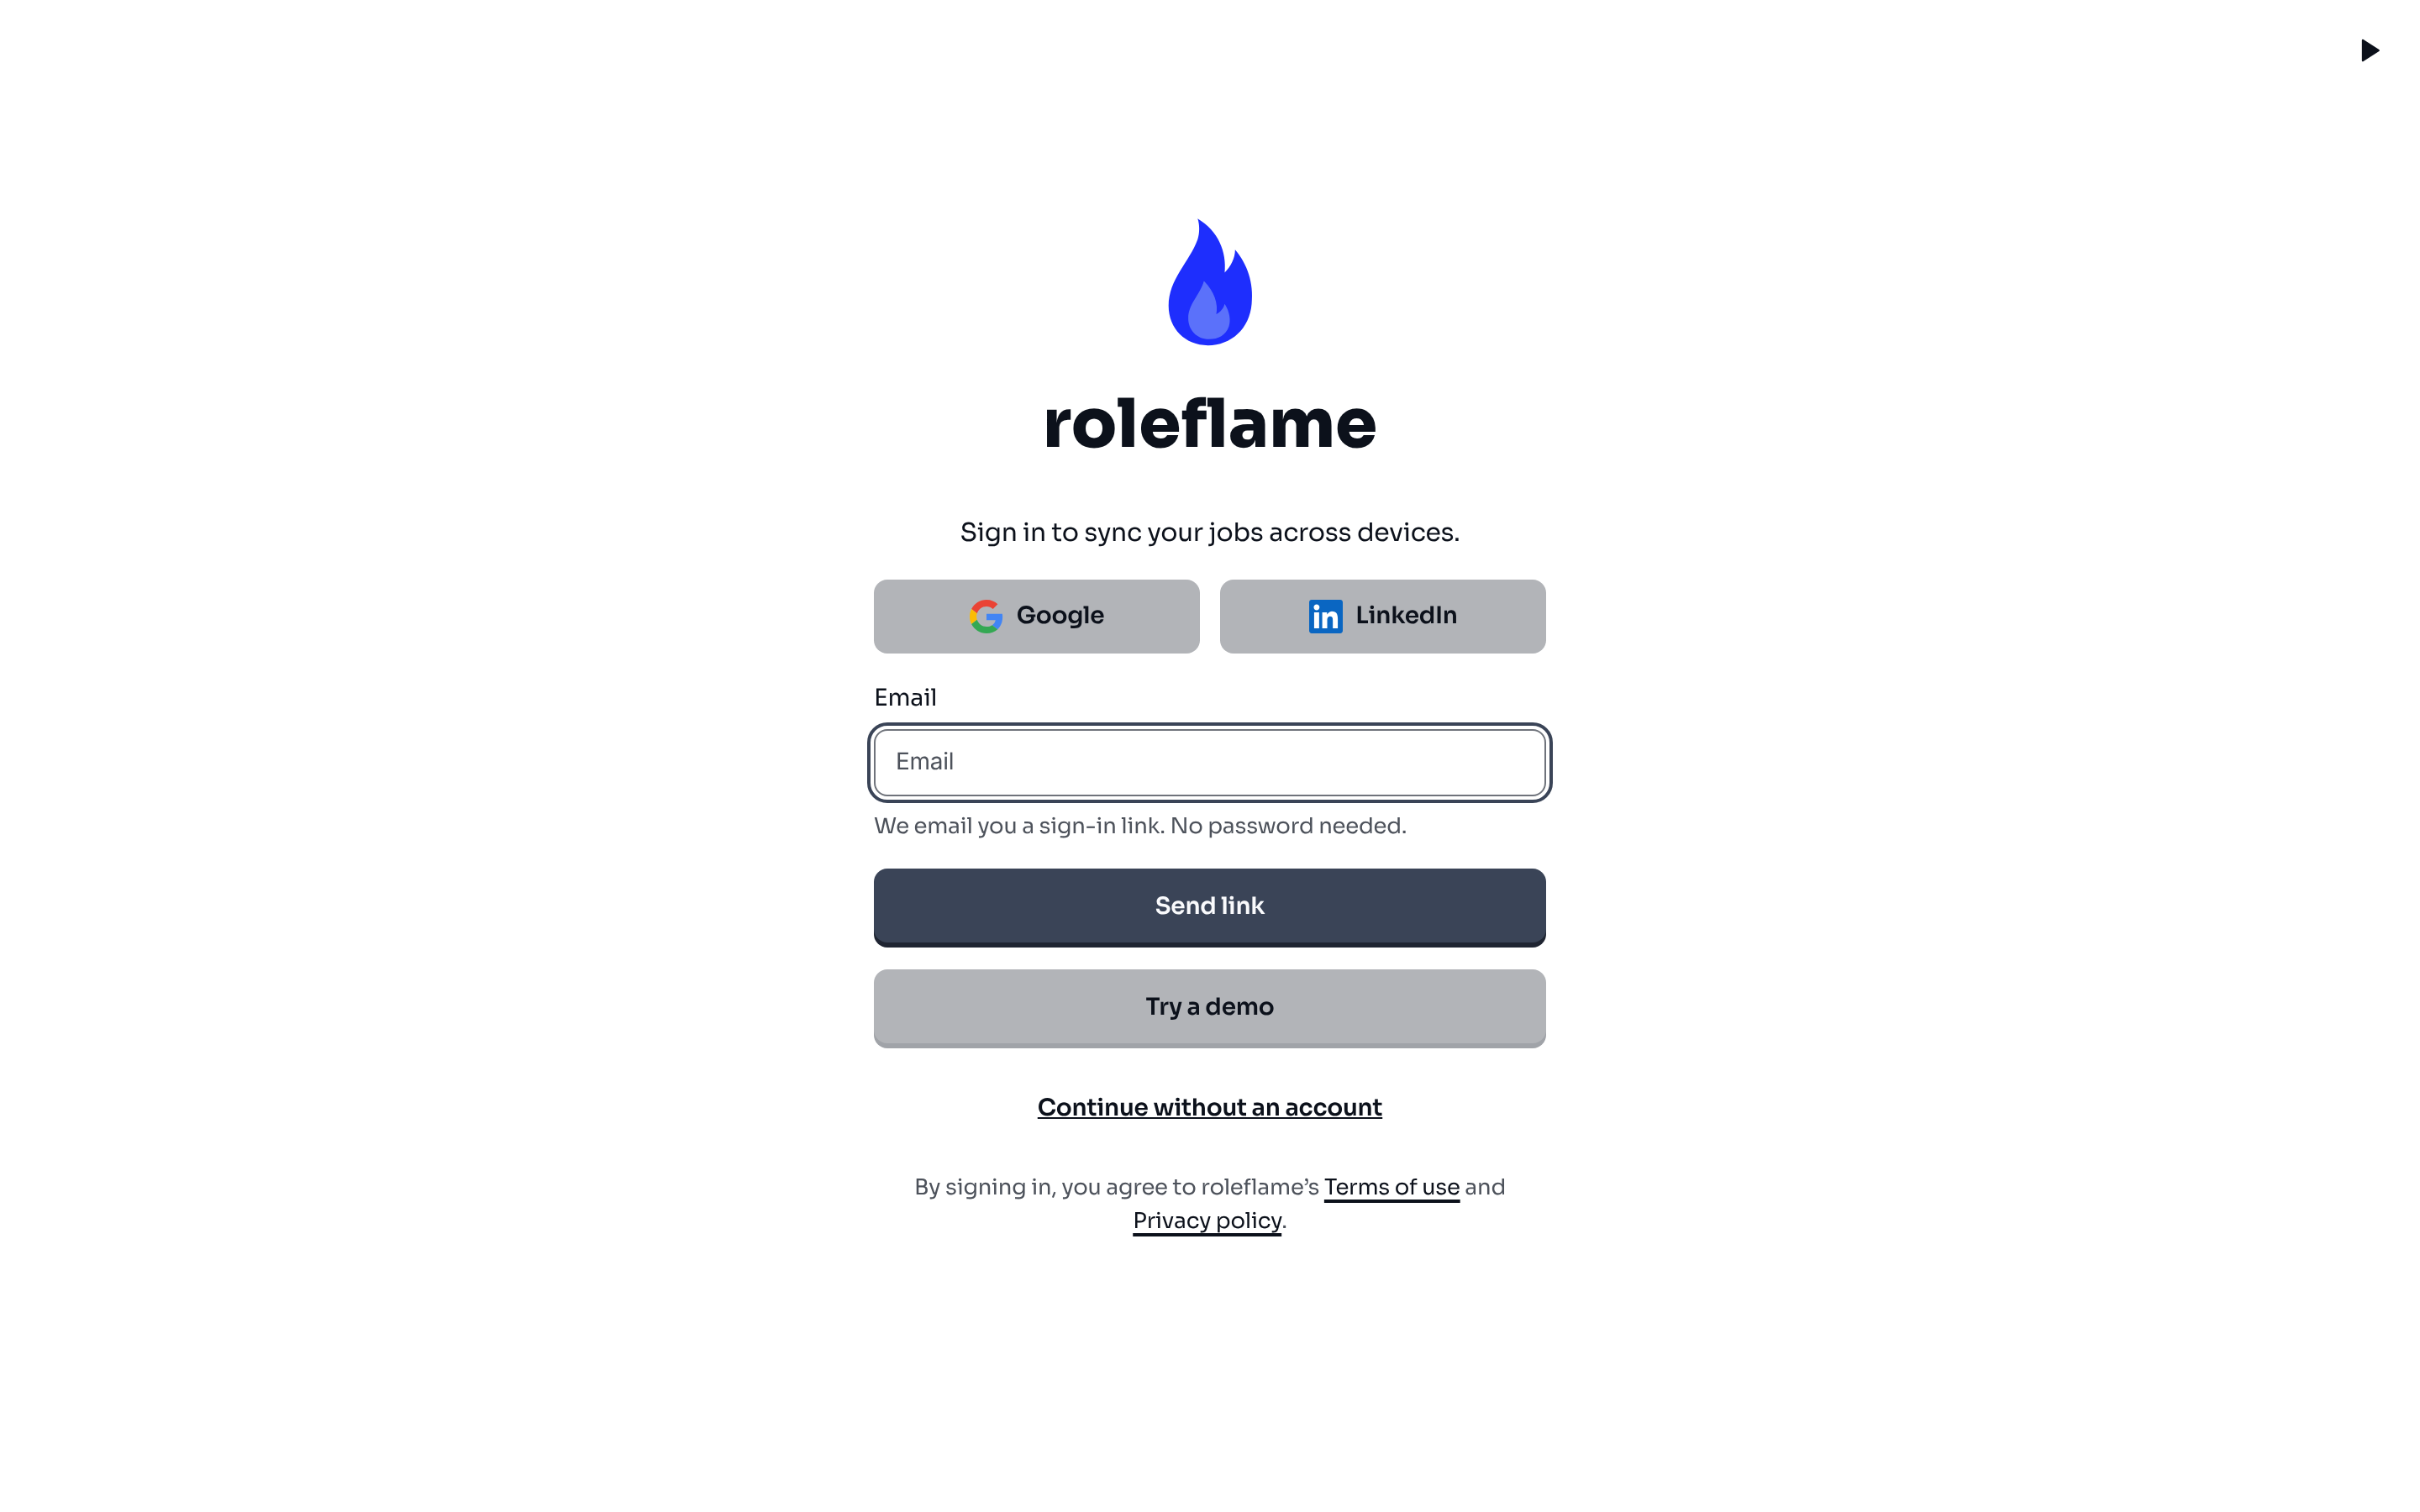 roleflame
Sign in to sync your jobs across devices.
Google
LinkedIn
Email
Email
We email you a sign-in link. No password needed.
Send link
Try a demo
Continue without an account
By signing in, you agree to roleflame’s Terms of use and
Privacy policy.